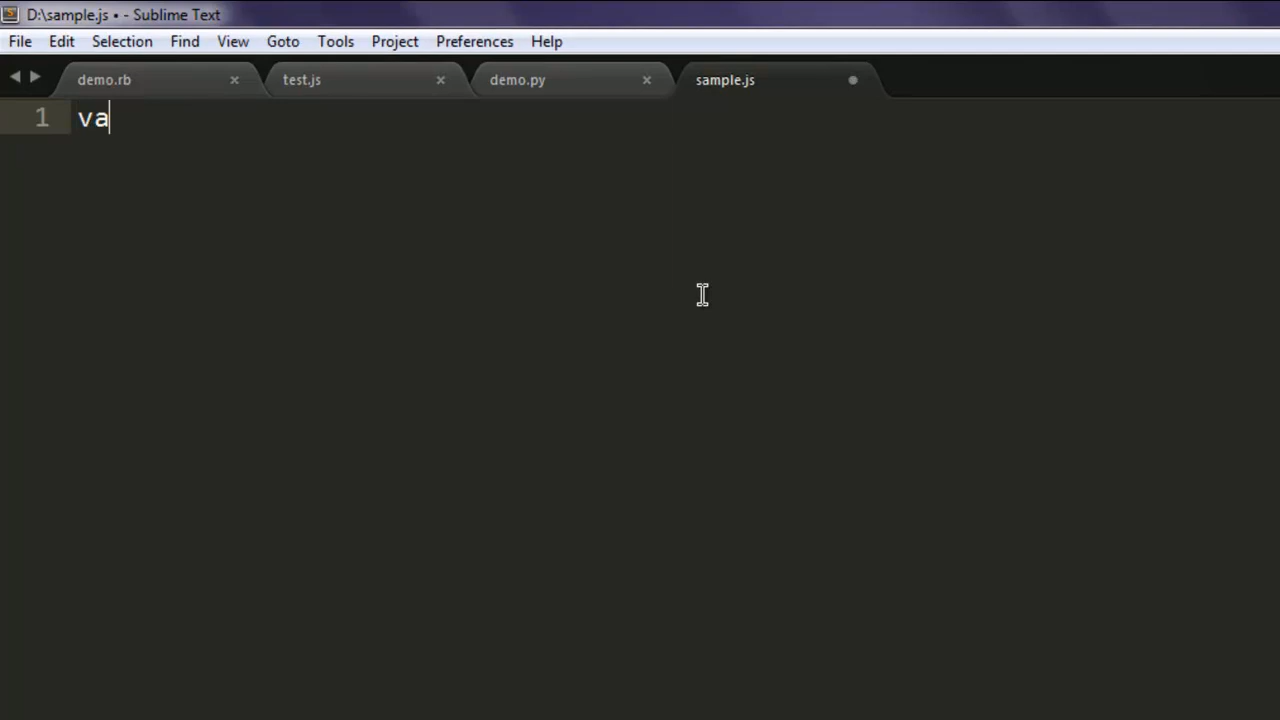 D:\sample.js • - Sublime Text
File Edit Selection Find View Goto Tools Project Preferences Help
demo.rb test.js demo.py sample.js
1 va